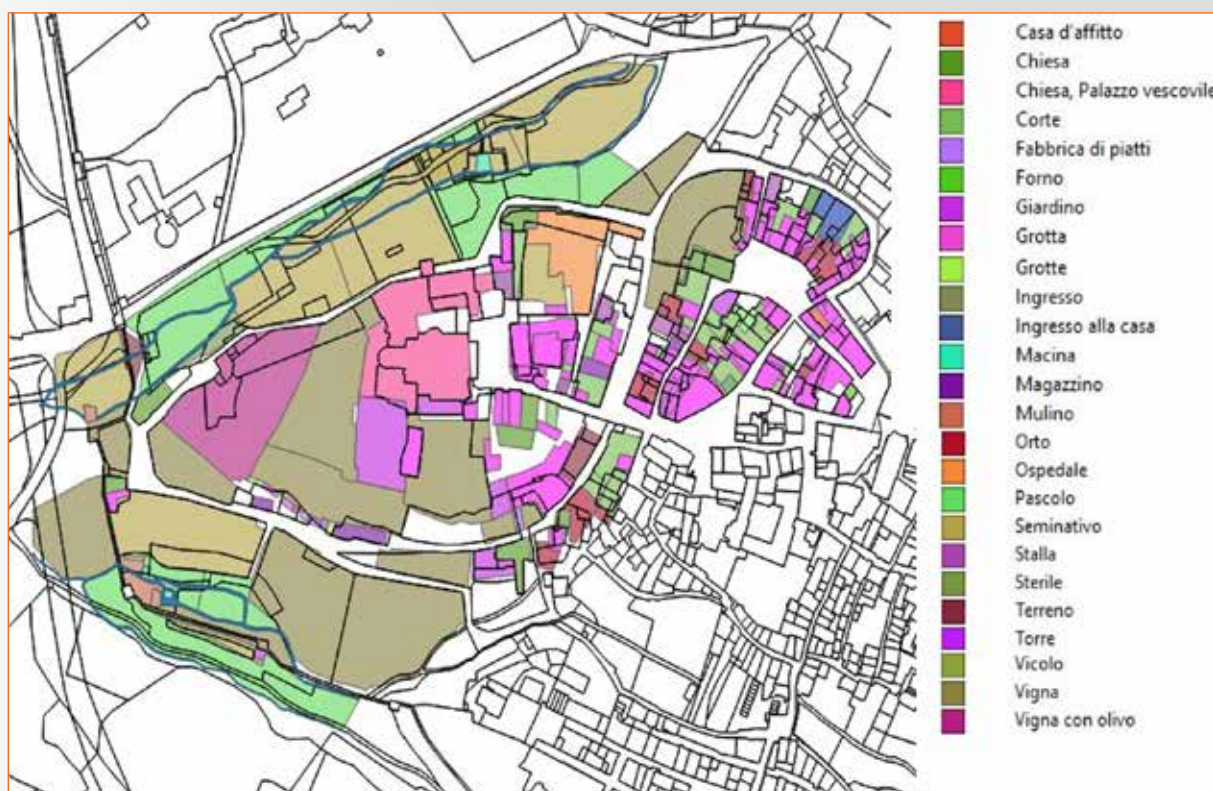 Casa d'affitto
Chiesa
Chiesa, Palazzo vescovile
Corte
Fabbrica di piatti
Forno
Giardino
Grotta
Grotte
Ingresso
Ingresso alla casa
Macina
Magazzino
Mulino
Orto
Ospedale
Pascolo
Seminativo
Stalla
Sterile
Terreno
Torre
Vicolo
Vigna
Vigna con olivo